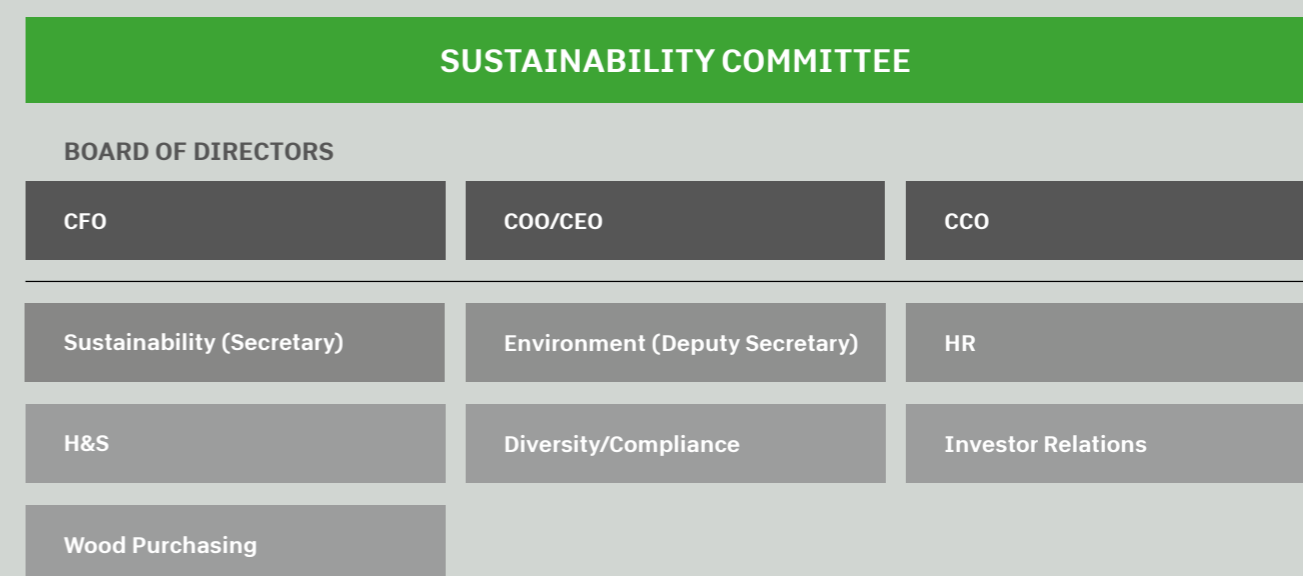 SUSTAINABILITY COMMITTEE
BOARD OF DIRECTORS
CFO
COO/CEO
CCO
Sustainability (Secretary)
Environment (Deputy Secretary)
HR
H&S
Diversity/Compliance
Investor Relations
Wood Purchasing